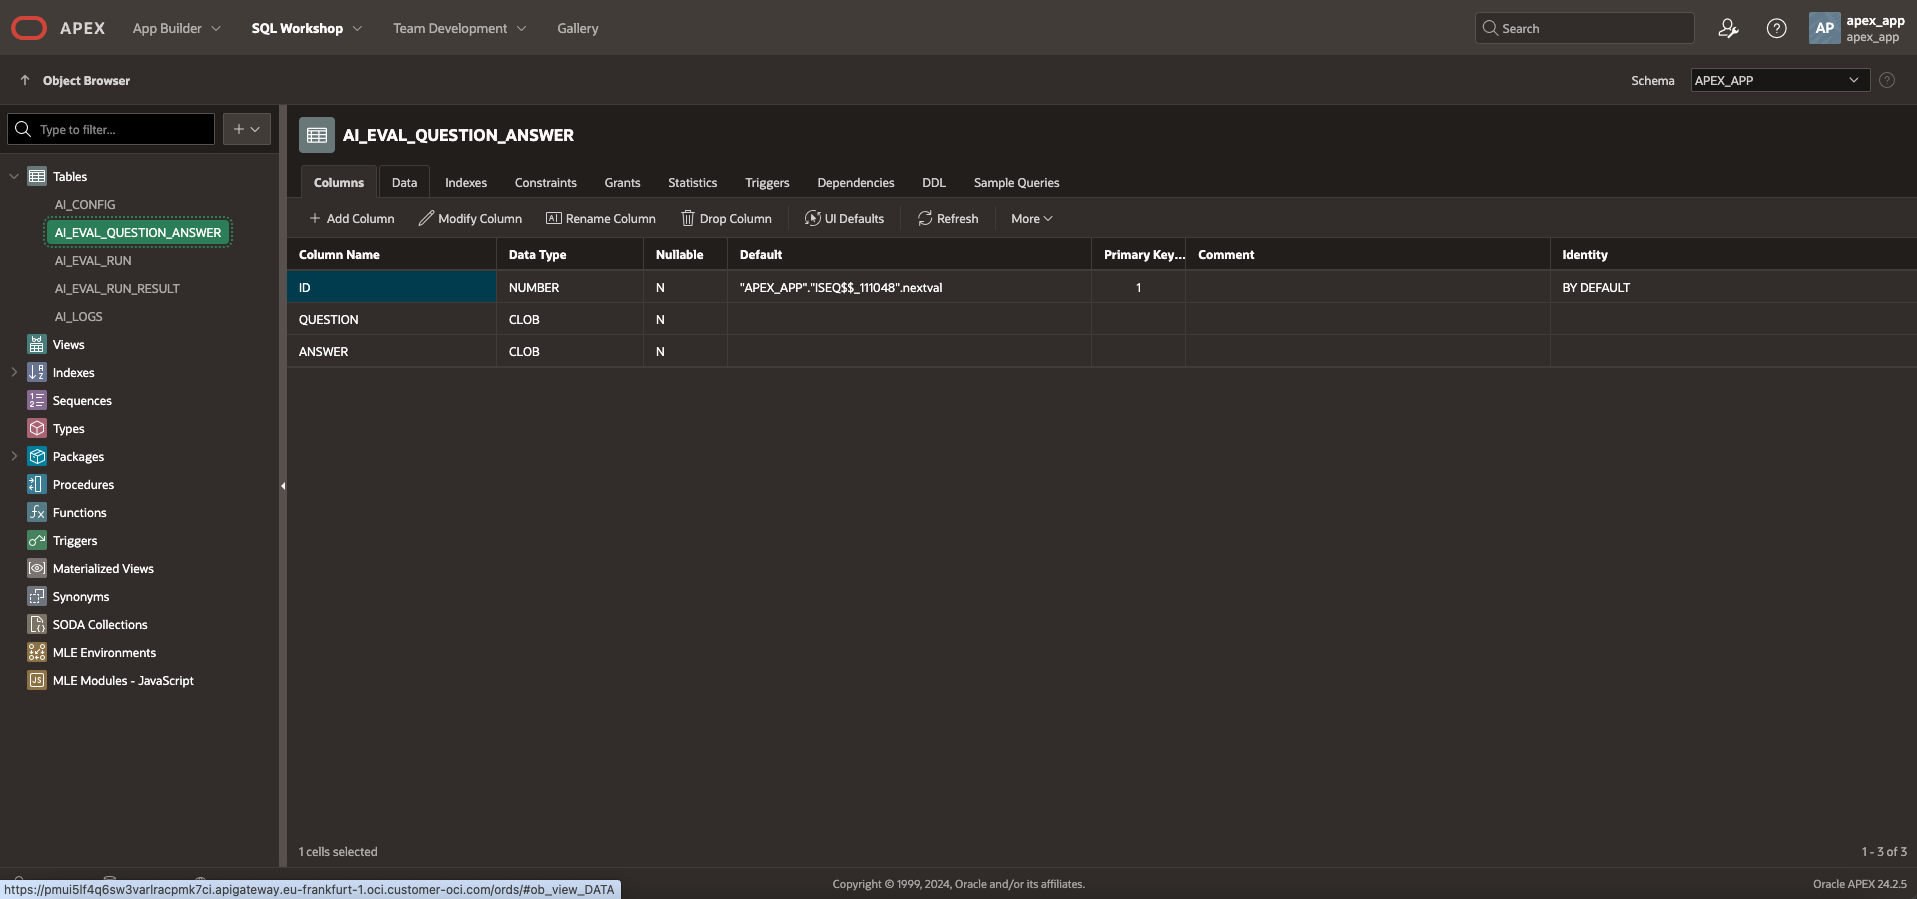 APEX App Builder SQL Workshop Team Development Gallery Search AP apex_app
apex_app
Object Browser Schema APEX_APP
Type to filter...
AI_EVAL_QUESTION_ANSWER
Tables
AI_CONFIG
AI_EVAL_QUESTION_ANSWER
AI_EVAL_RUN
AI_EVAL_RUN_RESULT
AI_LOGS
Views
Indexes
Sequences
Types
Packages
Procedures
Functions
Triggers
Materialized Views
Synonyms
SODA Collections
MLE Environments
MLE Modules - JavaScript
Columns Data Indexes Constraints Grants Statistics Triggers Dependencies DDL Sample Queries
Add Column Modify Column Rename Column Drop Column UI Defaults Refresh More
Column Name Data Type Nullable Default Primary Key... Comment Identity
ID NUMBER N "APEX_APP"."ISEQ$$_111048".nextval 1 BY DEFAULT
QUESTION CLOB N
ANSWER CLOB N
1 cells selected 1 - 3 of 3
https://pmui5lf4q6sw3varlracpmk7ci.apigateway.eu-frankfurt-1.oci.customer-oci.com/ords/#ob_view_DATA
Copyright © 1999, 2024, Oracle and/or its affiliates. Oracle APEX 24.2.5